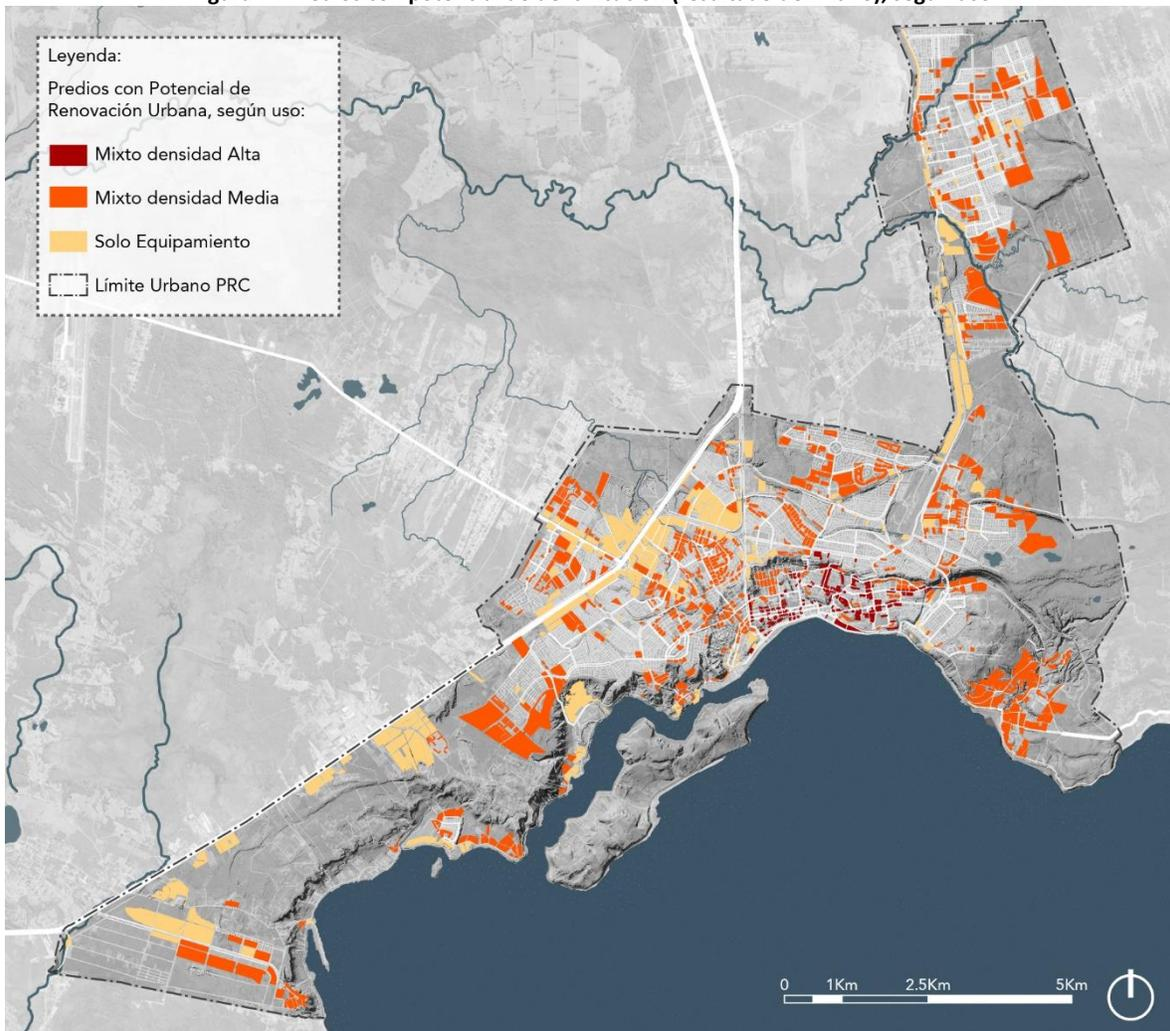 Leyenda:
Predios con Potencial de
Renovación Urbana, según uso:
Mixto densidad Alta
Mixto densidad Media
Solo Equipamiento
Límite Urbano PRC
0 1Km 2.5Km 5Km